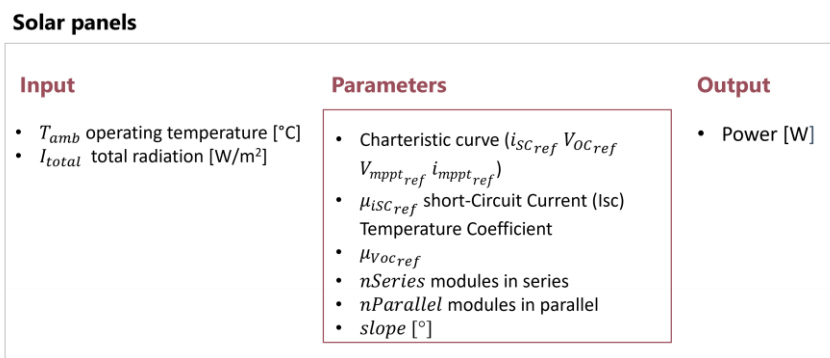 Solar panels
Input
• T_amb operating temperature [°C]
• I_total total radiation [W/m²]
Parameters
• Charteristic curve (i_SC_ref V_OC_ref
V_mppt_ref i_mppt_ref)
• μ_iSC_ref short-Circuit Current (Isc)
Temperature Coefficient
• μ_Voc_ref
• nSeries modules in series
• nParallel modules in parallel
• slope [°]
Output
• Power [W]